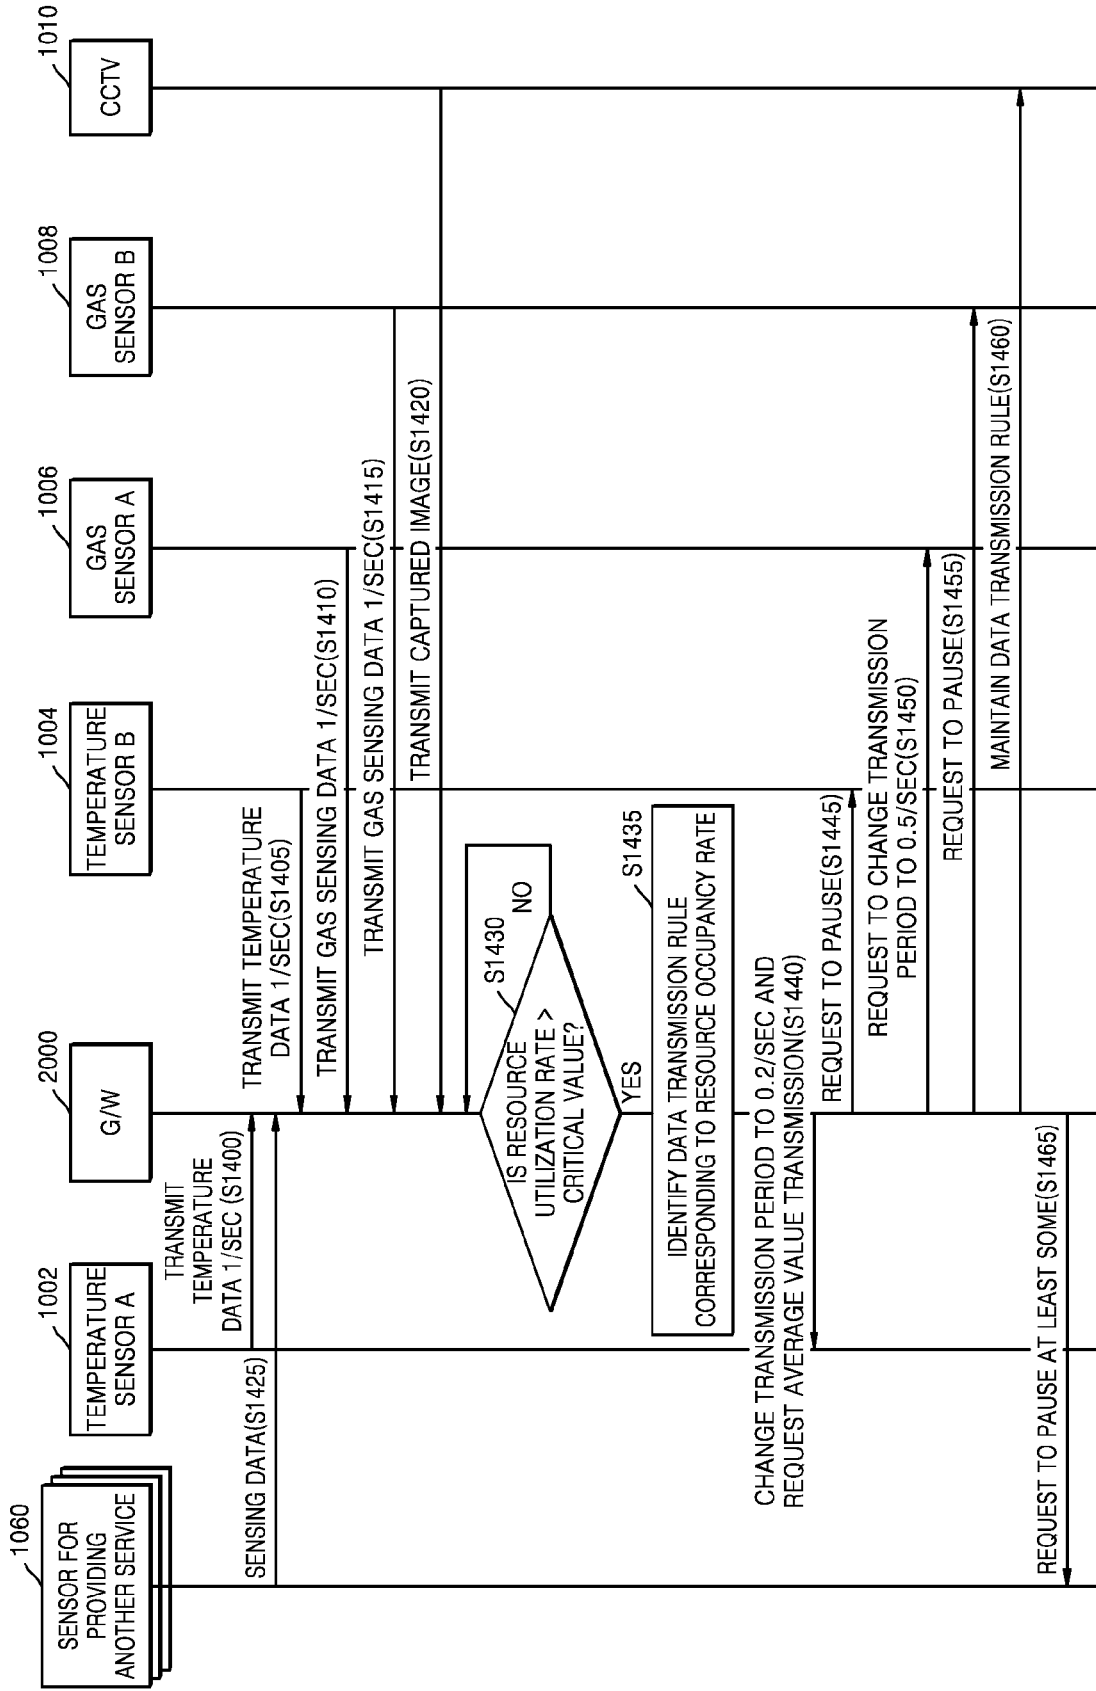 1060
SENSOR FOR
PROVIDING
ANOTHER SERVICE
1002
TEMPERATURE
SENSOR A
2000
G/W
1004
TEMPERATURE
SENSOR B
1006
GAS
SENSOR A
1008
GAS
SENSOR B
1010
CCTV
TRANSMIT
TEMPERATURE
DATA 1/SEC (S1400)
SENSING DATA(S1425)
TRANSMIT TEMPERATURE
DATA 1/SEC(S1405)
TRANSMIT GAS SENSING DATA 1/SEC(S1410)
TRANSMIT GAS SENSING DATA 1/SEC(S1415)
TRANSMIT CAPTURED IMAGE(S1420)
S1430
IS RESOURCE
UTILIZATION RATE >
CRITICAL VALUE?
NO
YES
S1435
IDENTIFY DATA TRANSMISSION RULE
CORRESPONDING TO RESOURCE OCCUPANCY RATE
CHANGE TRANSMISSION PERIOD TO 0.2/SEC AND
REQUEST AVERAGE VALUE TRANSMISSION(S1440)
REQUEST TO PAUSE(S1445)
REQUEST TO CHANGE TRANSMISSION
PERIOD TO 0.5/SEC(S1450)
REQUEST TO PAUSE(S1455)
MAINTAIN DATA TRANSMISSION RULE(S1460)
REQUEST TO PAUSE AT LEAST SOME(S1465)